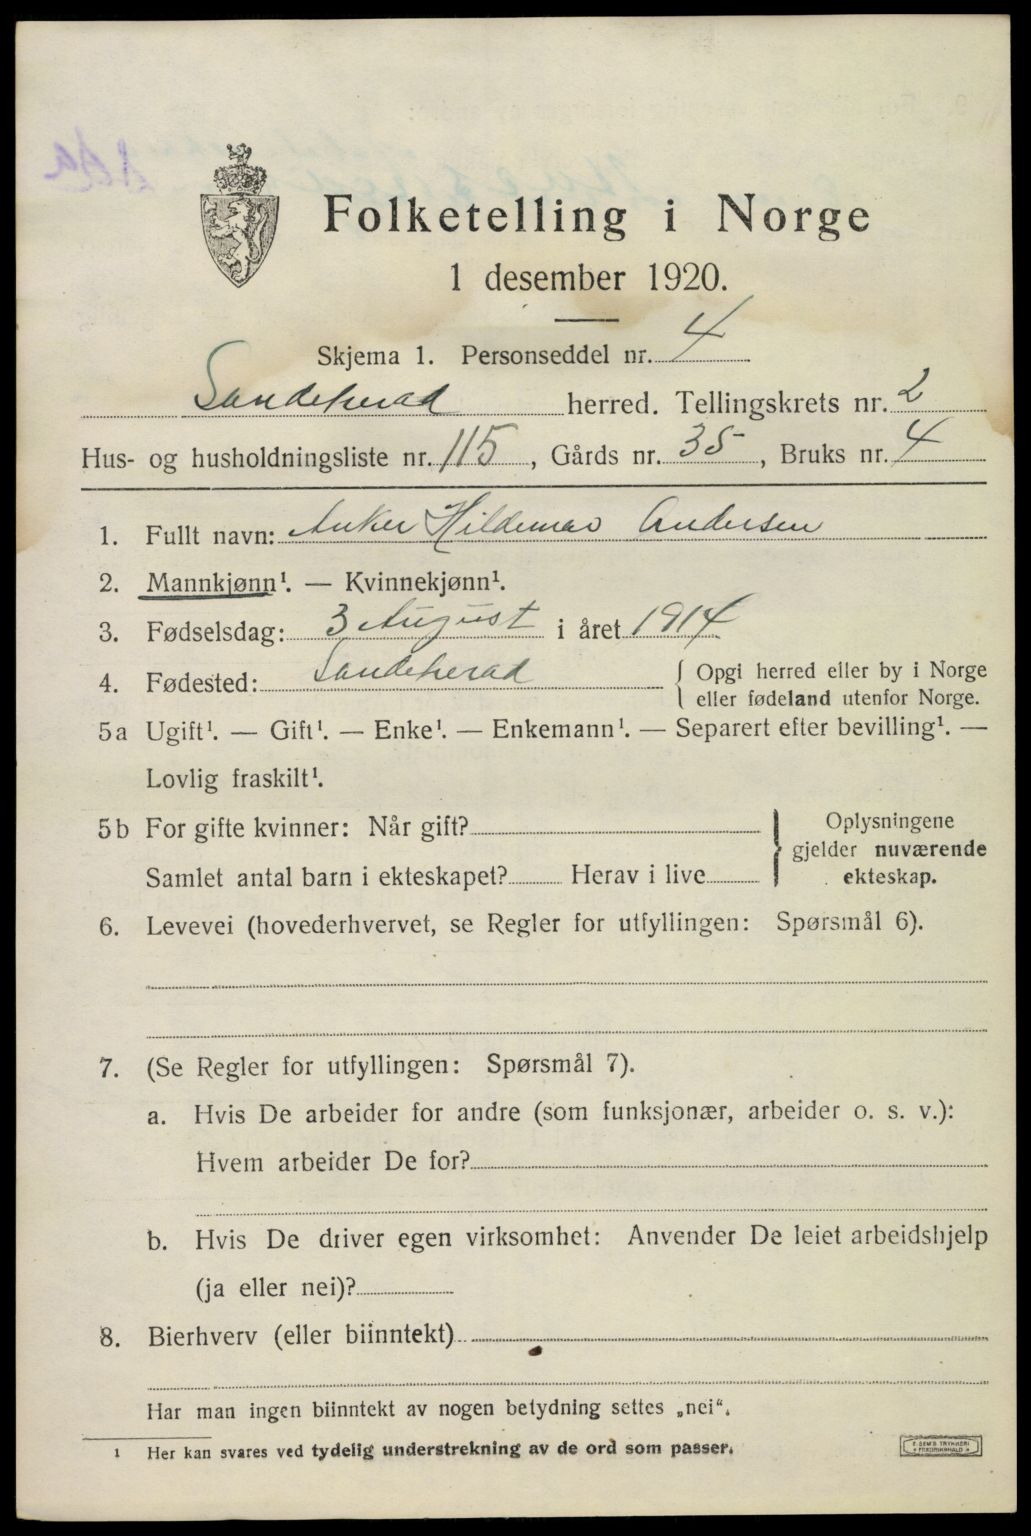 Folketelling i Norge
1 desember 1920.
Skjema 1. Personseddel nr. 4
Sandeherad herred. Tellingskrets nr. 2
Hus- og husholdningsliste nr. 115, Gårds nr. 35, Bruks nr. 4
1. Fullt navn: Anker Hildemar Andersen
2. Mannkjønn¹. — Kvinnekjønn¹.
3. Fødselsdag: 3 August i året 1914
4. Fødested: Sandeherad { Opgi herred eller by i Norge
eller fødeland utenfor Norge.
5a Ugift¹. — Gift¹. — Enke¹. — Enkemann¹. — Separert efter bevilling¹. —
Lovlig fraskilt¹.
5b For gifte kvinner: Når gift? } Oplysningene
gjelder nuværende
Samlet antal barn i ekteskapet? Herav i live ekteskap.
6. Levevei (hovederhvervet, se Regler for utfyllingen: Spørsmål 6).
7. (Se Regler for utfyllingen: Spørsmål 7).
a. Hvis De arbeider for andre (som funksjonær, arbeider o. s. v.):
Hvem arbeider De for?
b. Hvis De driver egen virksomhet: Anvender De leiet arbeidshjelp
(ja eller nei)?
8. Bierhverv (eller biinntekt)
Har man ingen biinntekt av nogen betydning settes „nei“.
¹ Her kan svares ved tydelig understrekning av de ord som passer.
E. SEMS TRYKKERI
FREDRIKSHALD